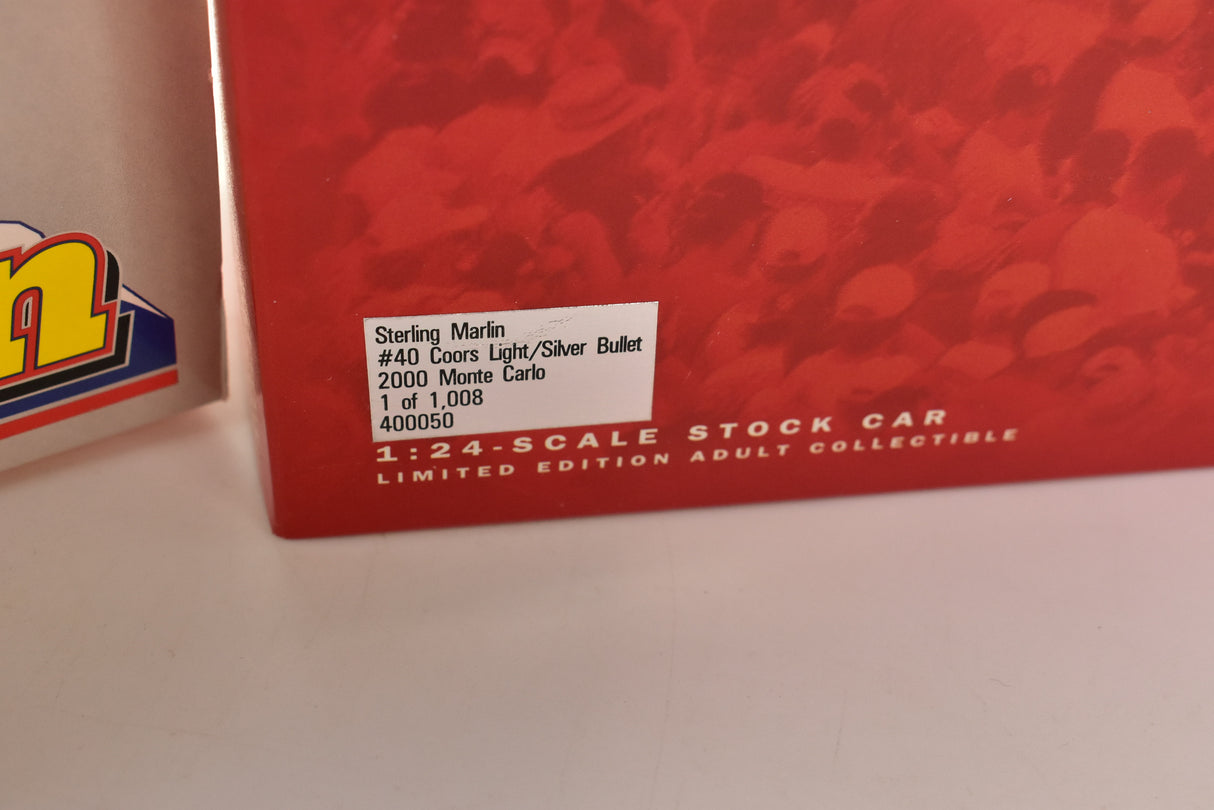 n
Sterling Marlin
#40 Coors Light/Silver Bullet
2000 Monte Carlo
1 of 1,008
400050
1:24-SCALE STOCK CAR
LIMITED EDITION ADULT COLLECTIBLE